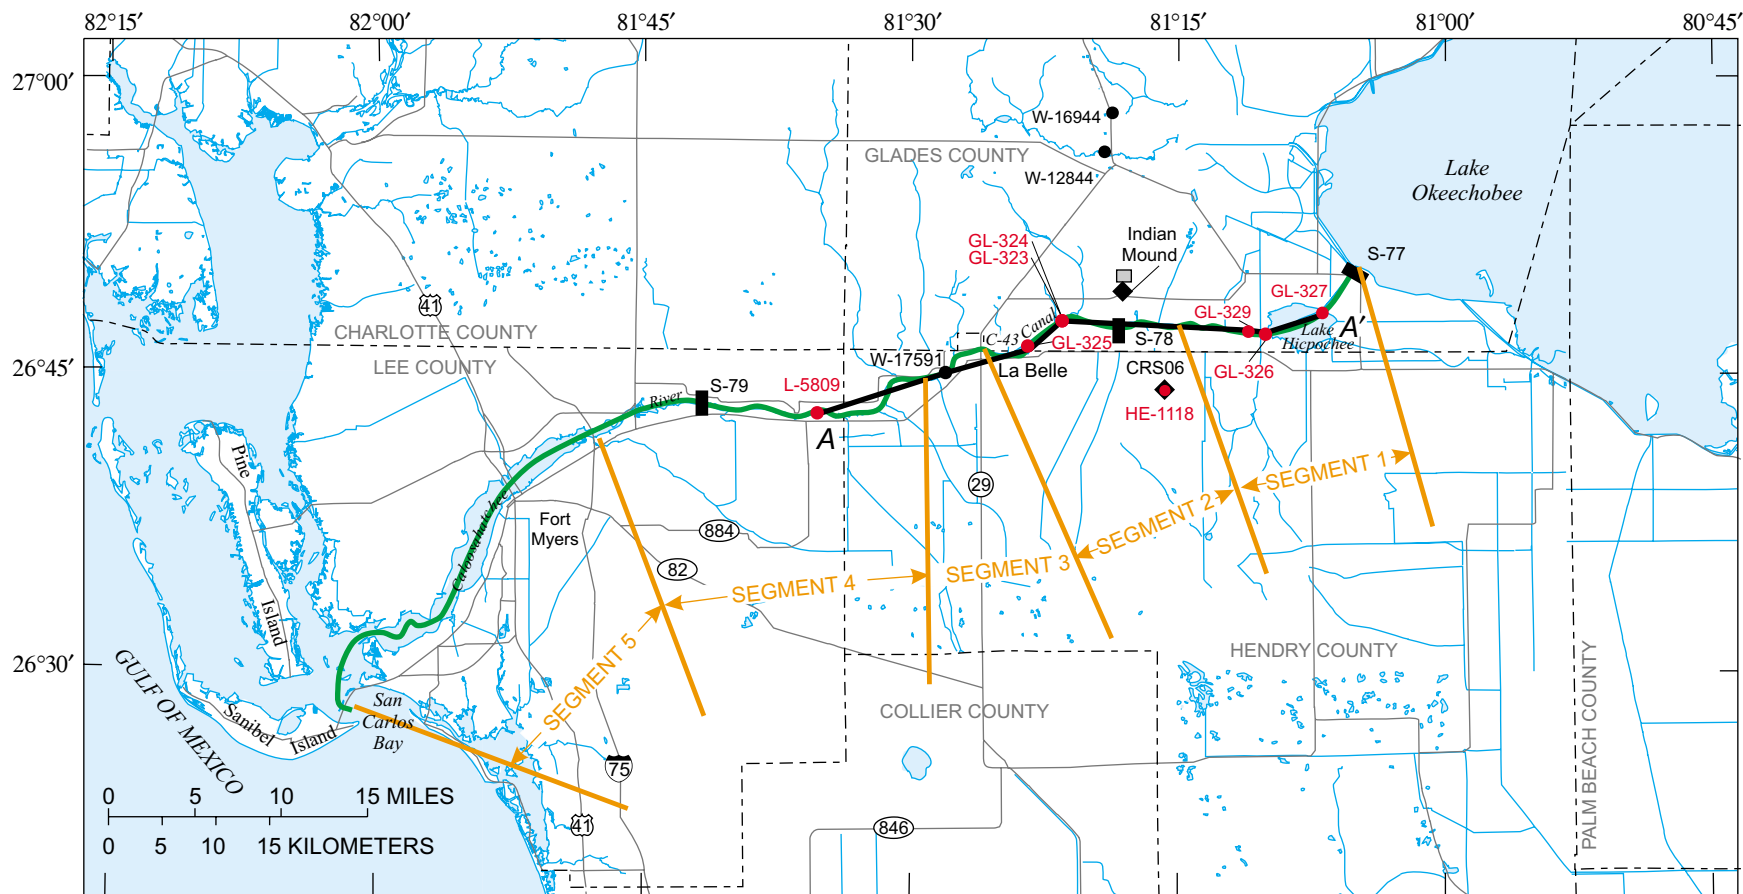 82°15′
82°00′
81°45′
81°30′
81°15′
81°00′
80°45′
27°00′
26°45′
26°30′
W-16944
GLADES COUNTY
W-12844
Lake
Okeechobee
GL-324
GL-323
Indian
Mound
S-77
GL-327
GL-329
41
CHARLOTTE COUNTY
LEE COUNTY
C-43 Canal
GL-325
S-78
Lake
Hicpochee
A′
W-17591
La Belle
CRS06
GL-326
HE-1118
S-79
L-5809
River
A
Pine
Island
Caloosahatchee
Fort
Myers
884
82
29
SEGMENT 1
SEGMENT 2
SEGMENT 3
SEGMENT 4
SEGMENT 5
HENDRY COUNTY
COLLIER COUNTY
PALM BEACH COUNTY
GULF OF MEXICO
Sanibel
Island
San
Carlos
Bay
75
41
846
0 5 10 15 MILES
0 5 10 15 KILOMETERS